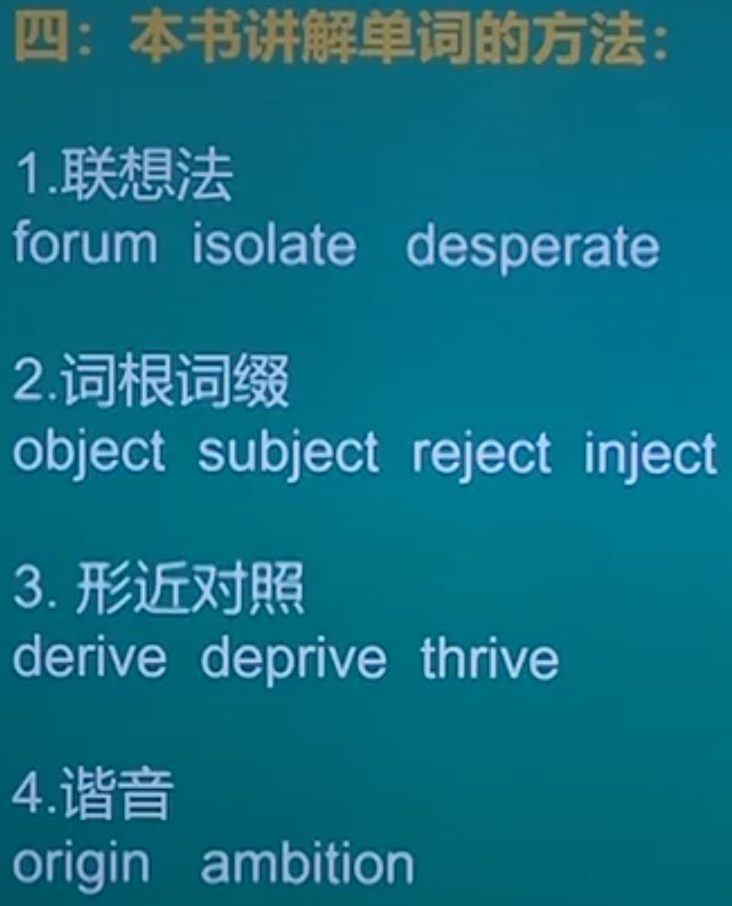 四：本书讲解单词的方法：
1.联想法
forum isolate desperate
2.词根词缀
object subject reject inject
3. 形近对照
derive deprive thrive
4.谐音
origin ambition